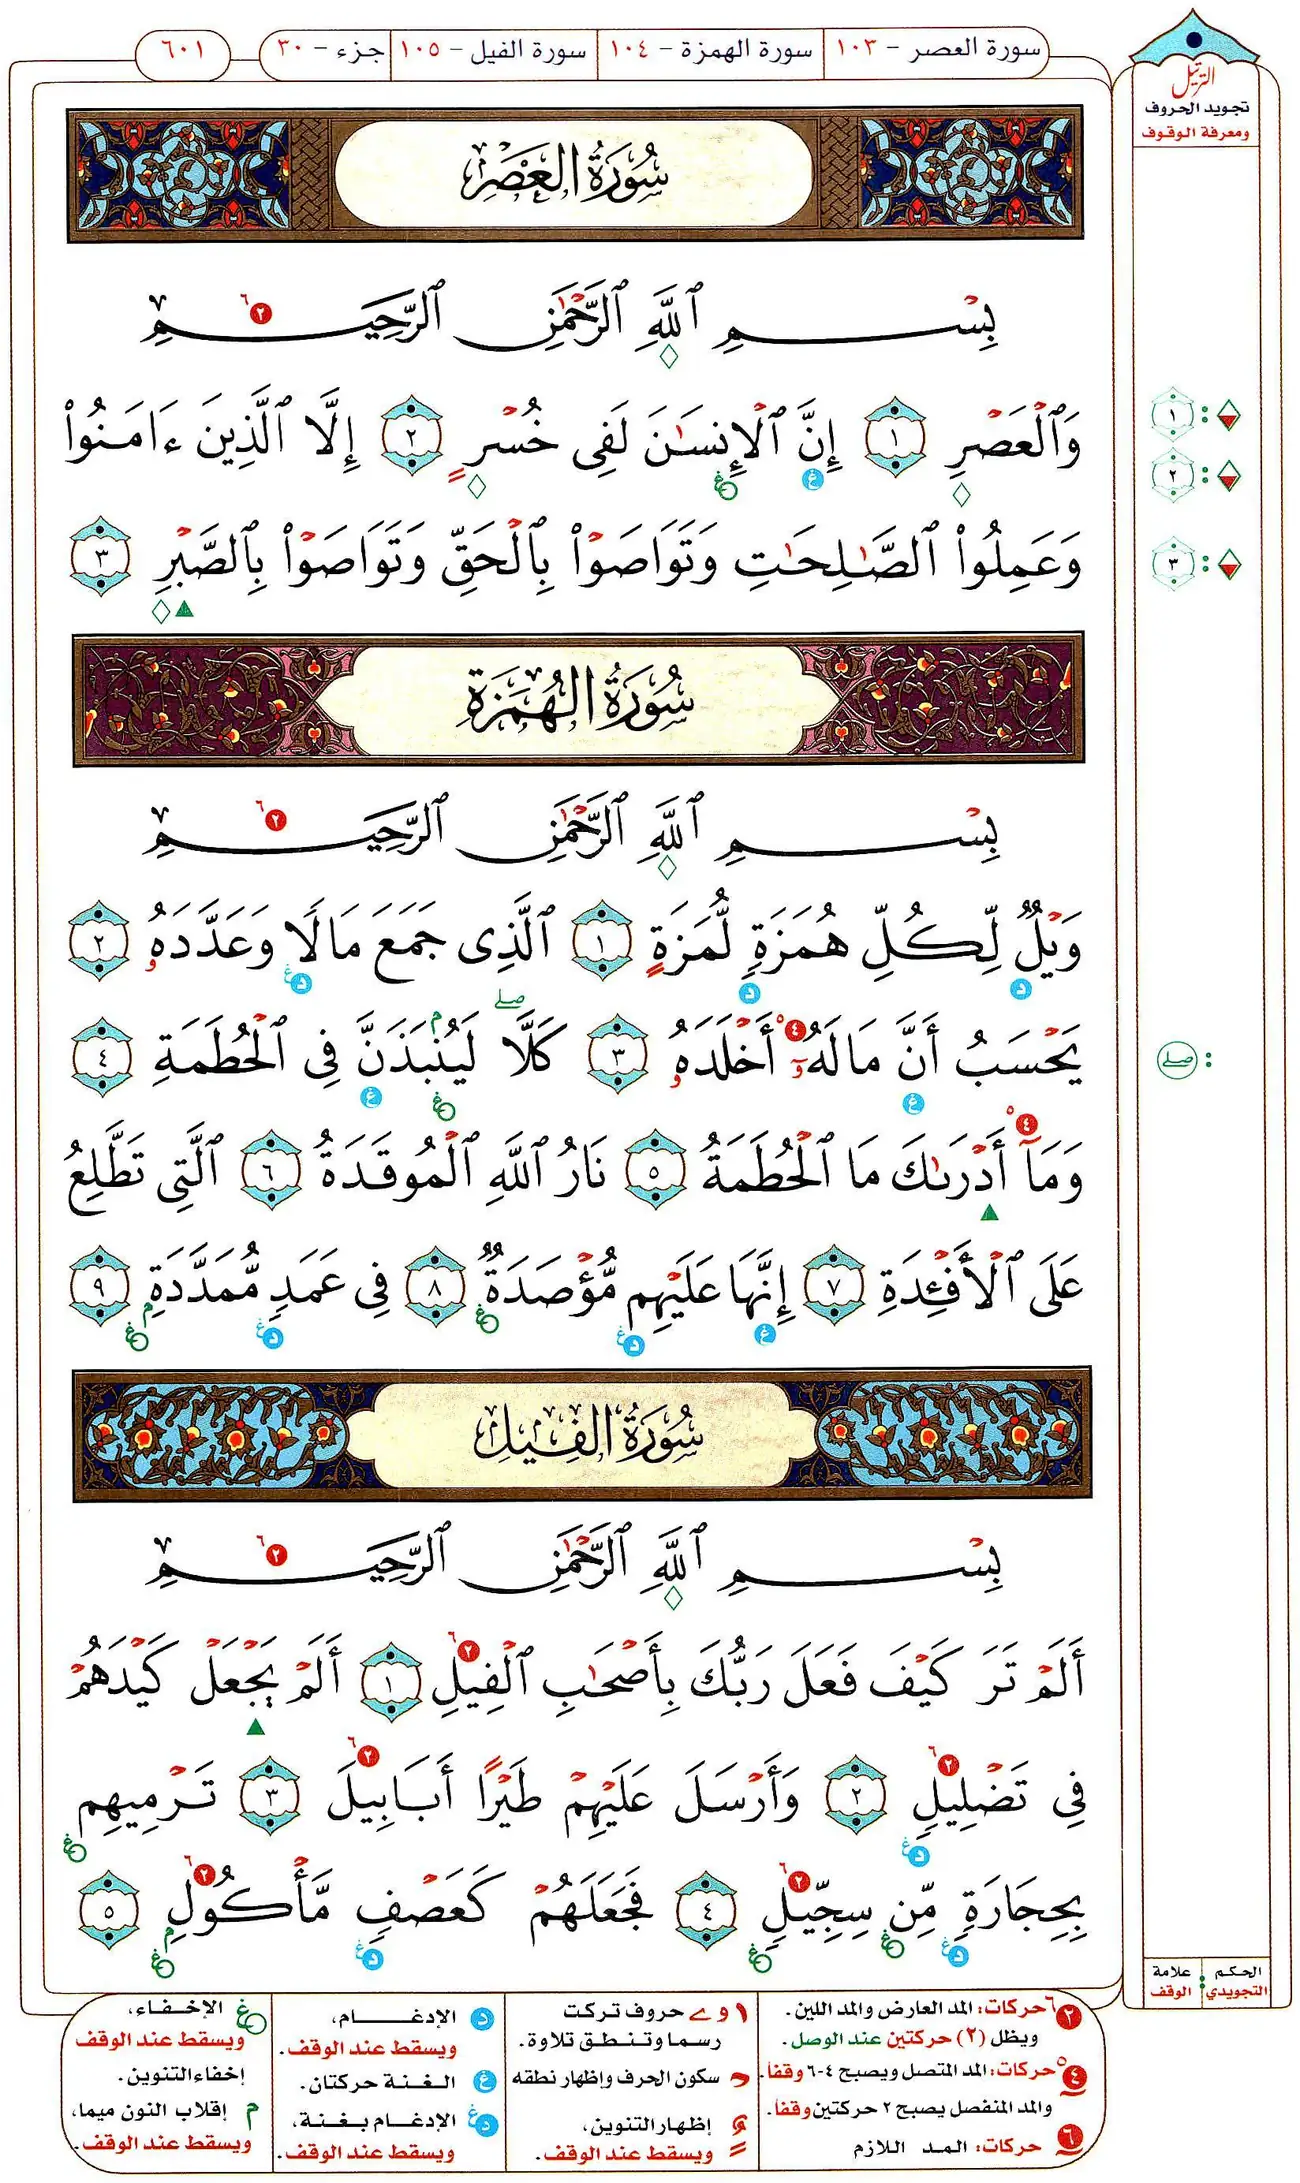 سورة العصر - ١٠٣ سورة الهمزة - ١٠٤ سورة الفيل - ١٠٥ جزء - ٣٠ ٦٠١
الترتيل
تجويد الحروف
ومعرفة الوقوف
سُورَةُ العَصْرِ
بِسْمِ ٱللَّهِ ٱلرَّحْمَٰنِ ٱلرَّحِيمِ
وَٱلْعَصْرِ ١ إِنَّ ٱلْإِنسَٰنَ لَفِى خُسْرٍ ٢ إِلَّا ٱلَّذِينَ ءَامَنُوا۟
وَعَمِلُوا۟ ٱلصَّٰلِحَٰتِ وَتَوَاصَوْا۟ بِٱلْحَقِّ وَتَوَاصَوْا۟ بِٱلصَّبْرِ ٣
١ :
٢ :
٣ :
سُورَةُ الهُمَزَةِ
بِسْمِ ٱللَّهِ ٱلرَّحْمَٰنِ ٱلرَّحِيمِ
وَيْلٌ لِّكُلِّ هُمَزَةٍ لُّمَزَةٍ ١ ٱلَّذِى جَمَعَ مَالًا وَعَدَّدَهُۥ ٢
يَحْسَبُ أَنَّ مَالَهُۥٓ أَخْلَدَهُۥ ٣ كَلَّا ۖ لَيُنۢبَذَنَّ فِى ٱلْحُطَمَةِ ٤
صلے :
وَمَآ أَدْرَىٰكَ مَا ٱلْحُطَمَةُ ٥ نَارُ ٱللَّهِ ٱلْمُوقَدَةُ ٦ ٱلَّتِى تَطَّلِعُ
عَلَى ٱلْأَفْـِٔدَةِ ٧ إِنَّهَا عَلَيْهِم مُّؤْصَدَةٌ ٨ فِى عَمَدٍ مُّمَدَّدَةٍۭ ٩
سُورَةُ الفِيلِ
بِسْمِ ٱللَّهِ ٱلرَّحْمَٰنِ ٱلرَّحِيمِ
أَلَمْ تَرَ كَيْفَ فَعَلَ رَبُّكَ بِأَصْحَٰبِ ٱلْفِيلِ ١ أَلَمْ يَجْعَلْ كَيْدَهُمْ
فِى تَضْلِيلٍ ٢ وَأَرْسَلَ عَلَيْهِمْ طَيْرًا أَبَابِيلَ ٣ تَرْمِيهِم
بِحِجَارَةٍ مِّن سِجِّيلٍ ٤ فَجَعَلَهُمْ كَعَصْفٍ مَّأْكُولٍۭ ٥
الحكم التجويدي : علامة الوقف
٢ ٦ حركات: المد العارض والمد اللين.
ويظل (٢) حركتين عند الوصل.
٤ ٥ حركات: المد المتصل ويصبح ٤-٦ وقفاً.
والمد المنفصل يصبح ٢ حركتين وقفاً.
٦ حركات: المد اللازم
ا و ے حروف تركت
رسما وتنطق تلاوة.
سكون الحرف وإظهار نطقه
إظهار التنوين،
ويسقط عند الوقف
د الإدغام،
ويسقط عند الوقف.
غ الغنة حركتان.
دغ الإدغام بغنة،
ويسقط عند الوقف.
غ الإخفاء،
ويسقط عند الوقف
إخفاء التنوين.
م إقلاب النون ميما،
ويسقط عند الوقف.